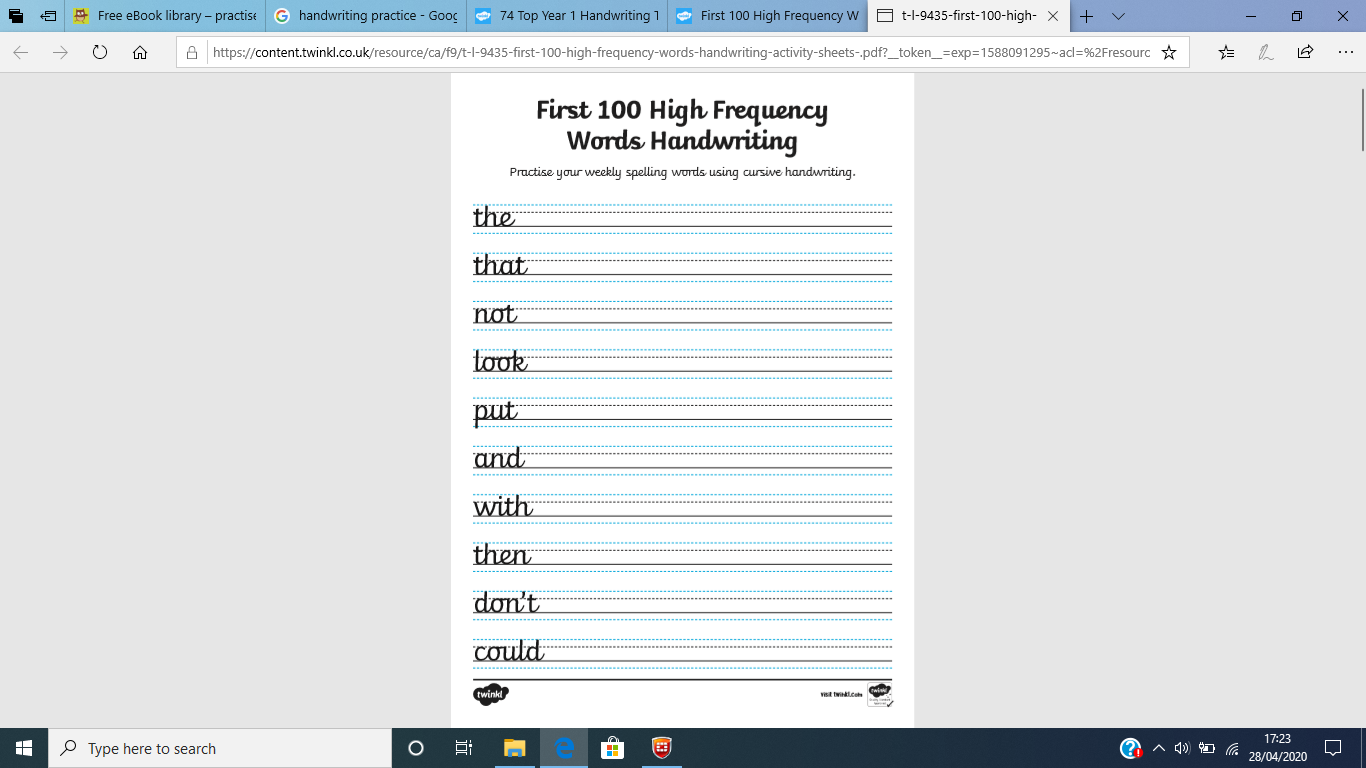 Free eBook library – practise
handwriting practice - Goog
74 Top Year 1 Handwriting T
First 100 High Frequency W
t-l-9435-first-100-high-
https://content.twinkl.co.uk/resource/ca/f9/t-l-9435-first-100-high-frequency-words-handwriting-activity-sheets-.pdf?__token__=exp=1588091295~acl=%2Fresourc
First 100 High Frequency
Words Handwriting
Practise your weekly spelling words using cursive handwriting.
the
that
not
look
put
and
with
then
don't
could
twinkl
visit twinkl.com
twinkl
Type here to search
17:23
28/04/2020